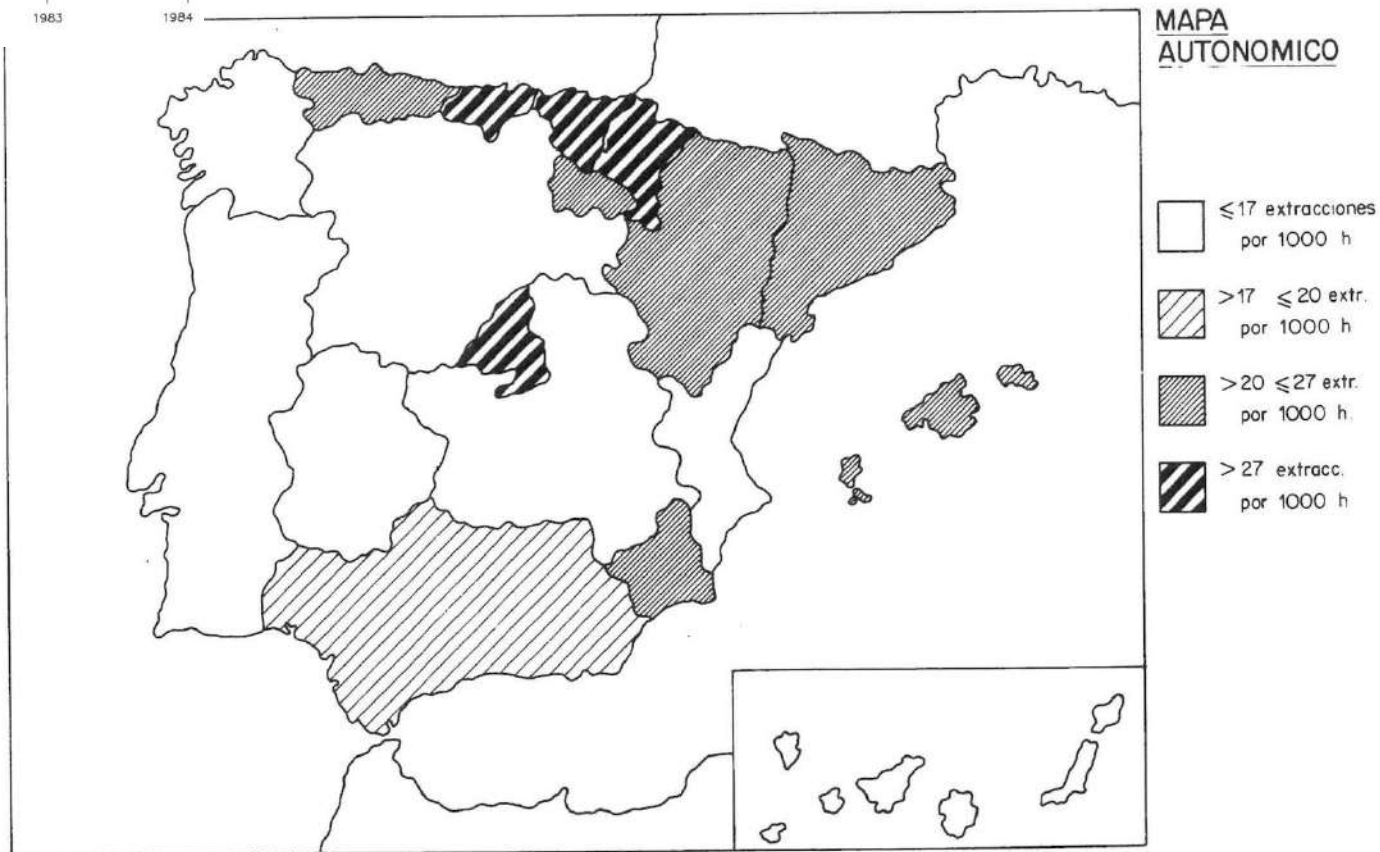 1983 1984
MAPA
AUTONOMICO
≤17 extracciones
por 1000 h
>17 ≤20 extr.
por 1000 h
>20 ≤27 extr.
por 1000 h.
>27 extracc.
por 1000 h